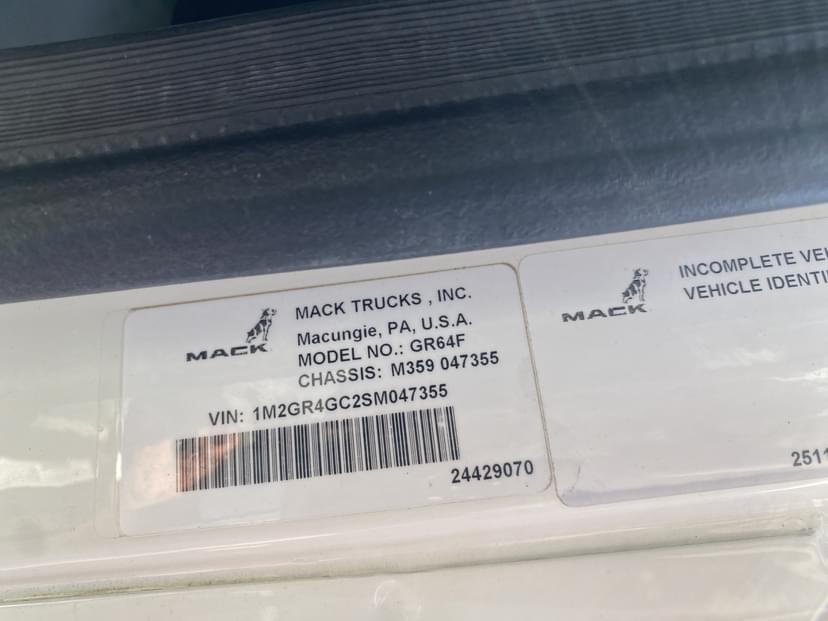 MACK
MACK TRUCKS , INC.
Macungie, PA, U.S.A.
MODEL NO.: GR64F
CHASSIS: M359 047355
VIN: 1M2GR4GC2SM047355
24429070
MACK
INCOMPLETE VE
VEHICLE IDENTI
2511